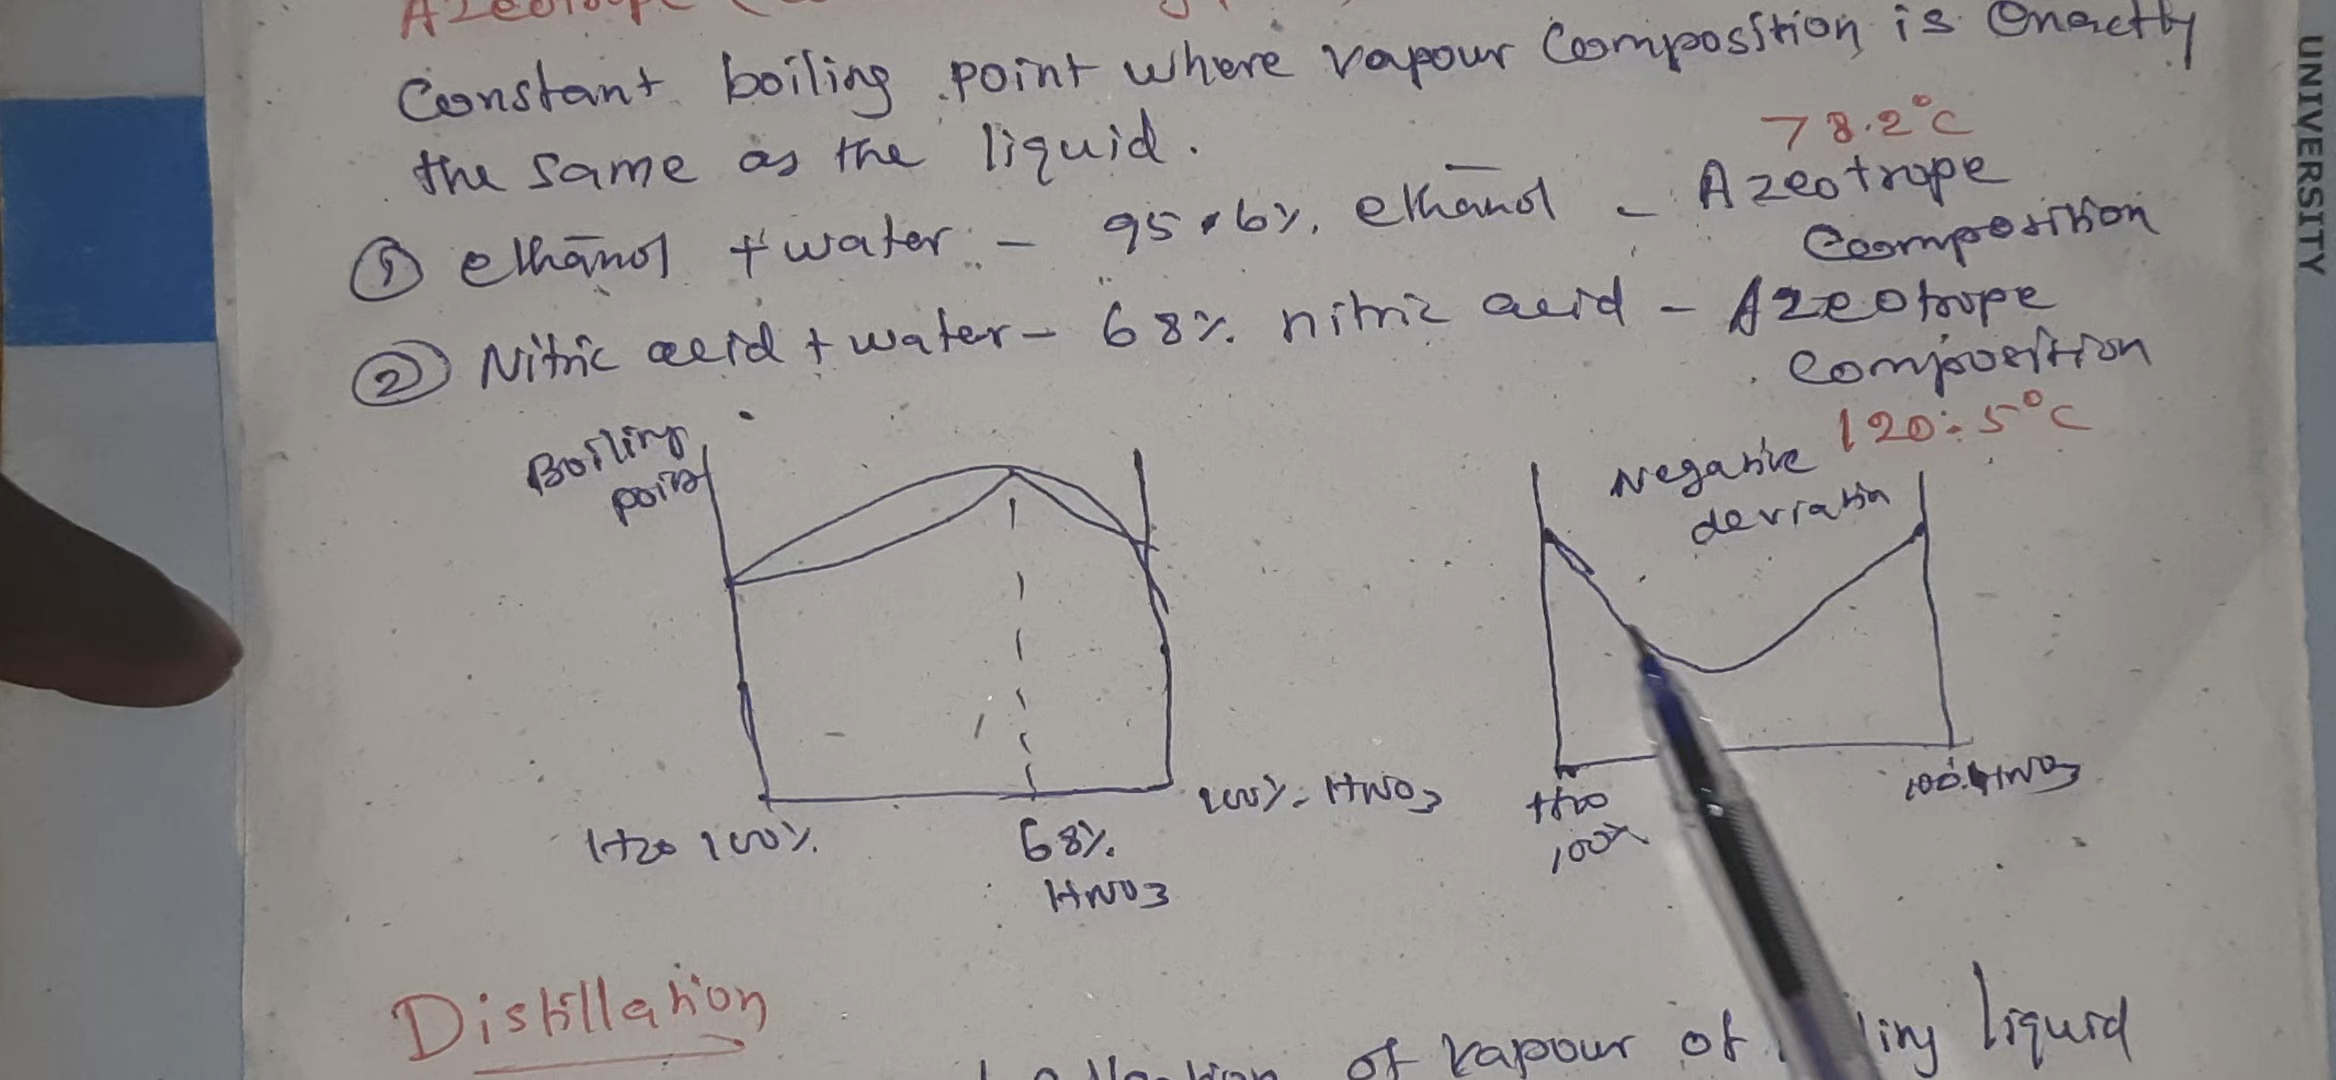 Azeotrope
Constant boiling point where vapour composition is exactly
the same as the liquid.
78.2°C
① ethanol + water - 95.6% ethanol - Azeotrope
Composition
② Nitric acid + water - 68% nitric acid - Azeotrope
composition
120.5°C
Boiling
point
Negative
deviation
H2O 100%
68%
HNO3
100% HNO3
H2O
100%
100% HNO3
Distillation
of vapour of liquid
UNIVERSITY